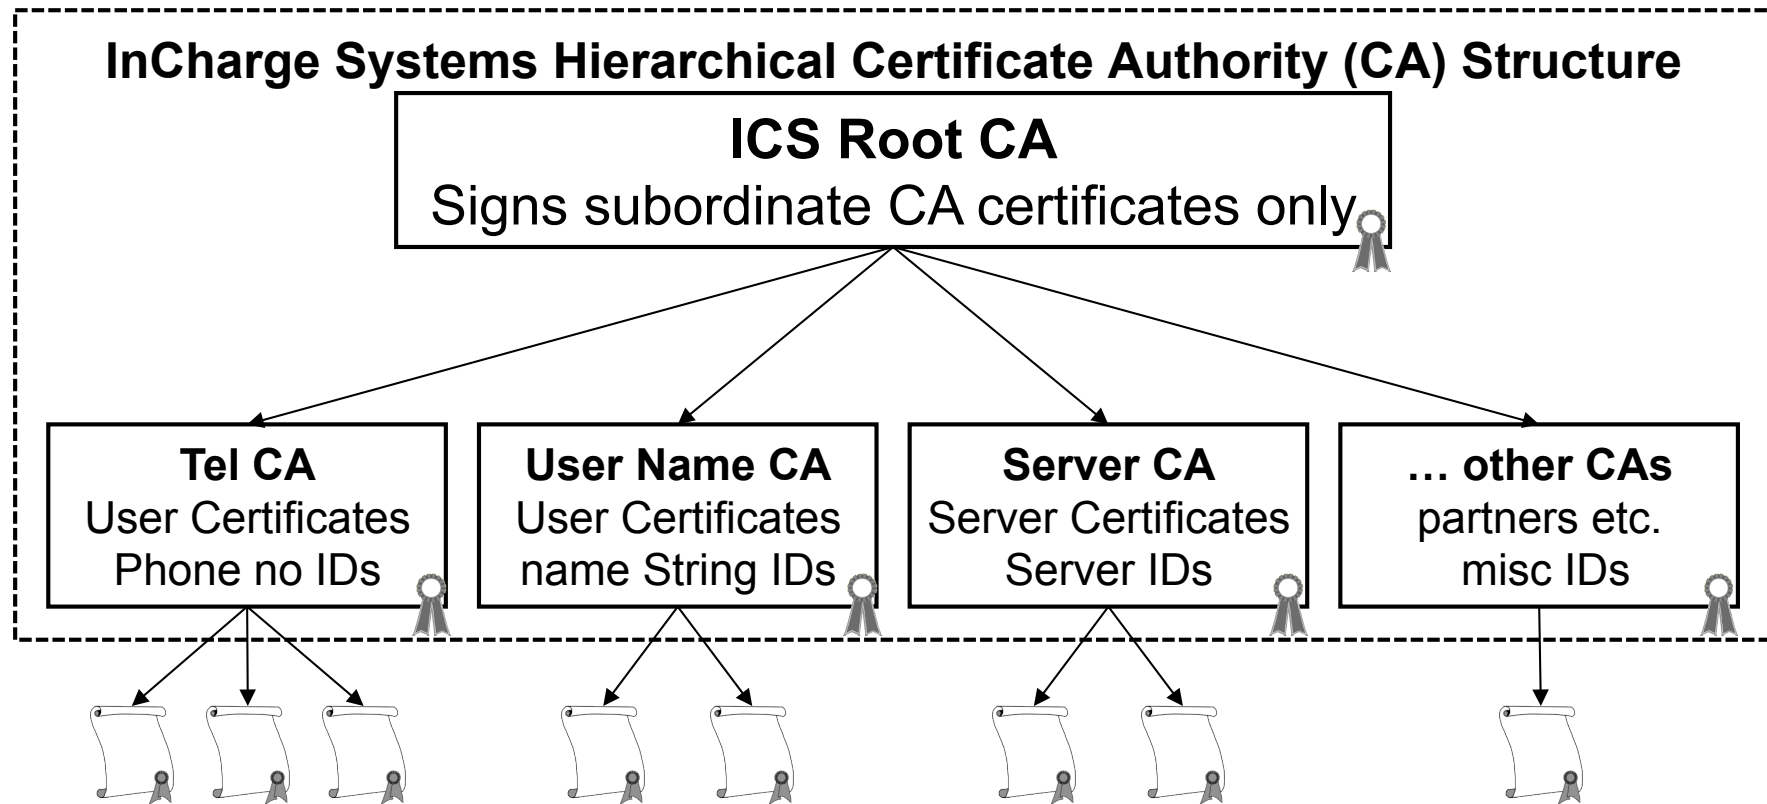 InCharge Systems Hierarchical Certificate Authority (CA) Structure
ICS Root CA
Signs subordinate CA certificates only
Tel CA
User Certificates
Phone no IDs
User Name CA
User Certificates
name String IDs
Server CA
Server Certificates
Server IDs
... other CAs
partners etc.
misc IDs